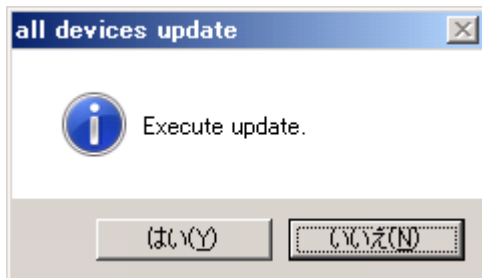 all devices update
Execute update.
はい(Y)
いいえ(N)